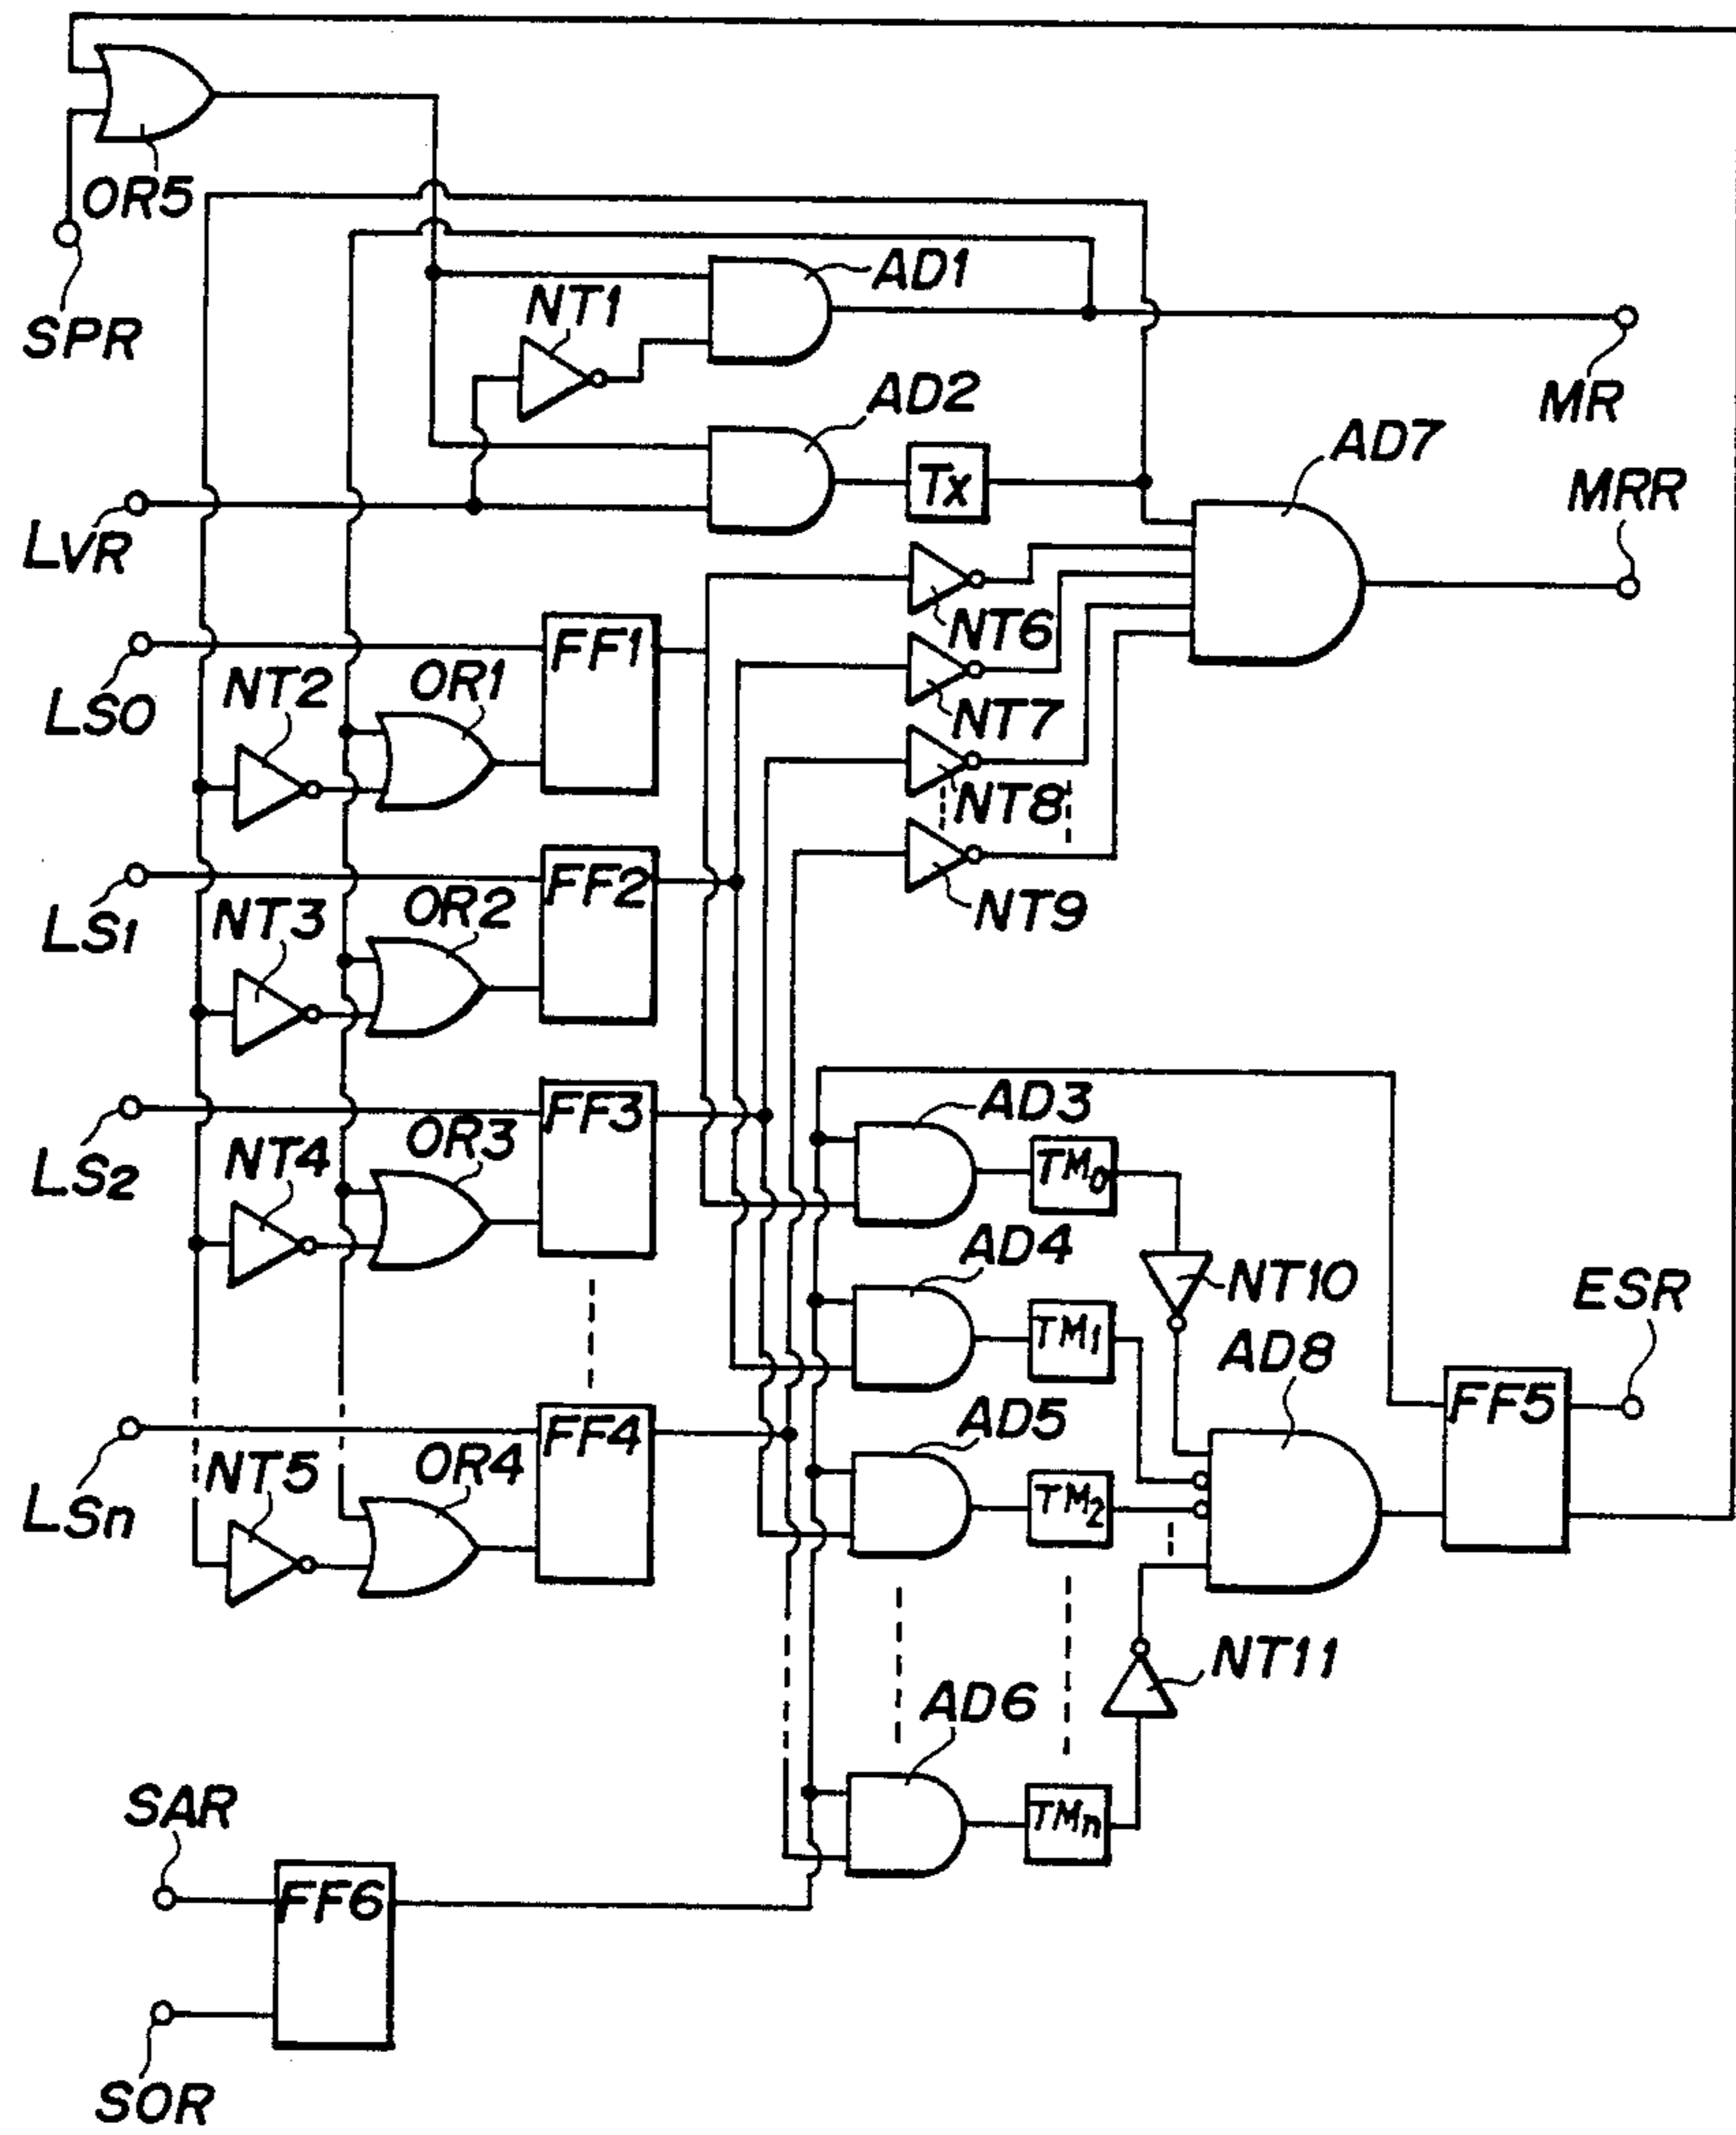 OR5
SPR
AD1
NT1
MR
AD2
AD7
Tx
MRR
LVR
NT6
FF1
LS0
NT2
OR1
NT7
NT8
FF2
LS1
NT3
OR2
NT9
FF3
AD3
LS2
NT4
OR3
TM0
AD4
NT10
ESR
TM1
AD8
FF5
FF4
AD5
LSn
NT5
OR4
TM2
NT11
AD6
SAR
TMn
FF6
SOR